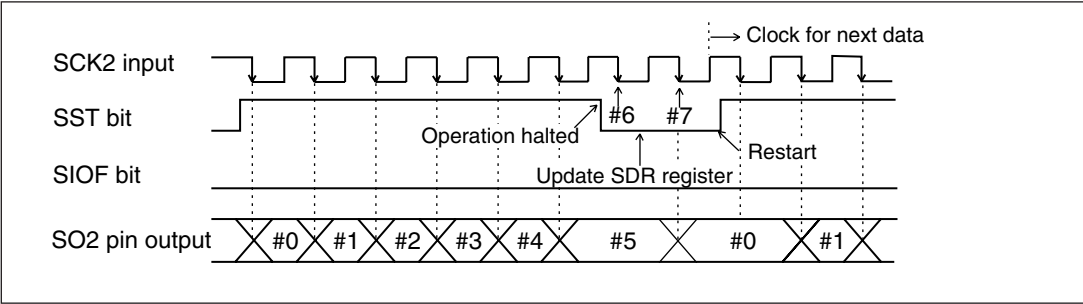 Clock for next data
SCK2 input
SST bit
#6
#7
Operation halted
Restart
Update SDR register
SIOF bit
SO2 pin output
#0
#1
#2
#3
#4
#5
#0
#1